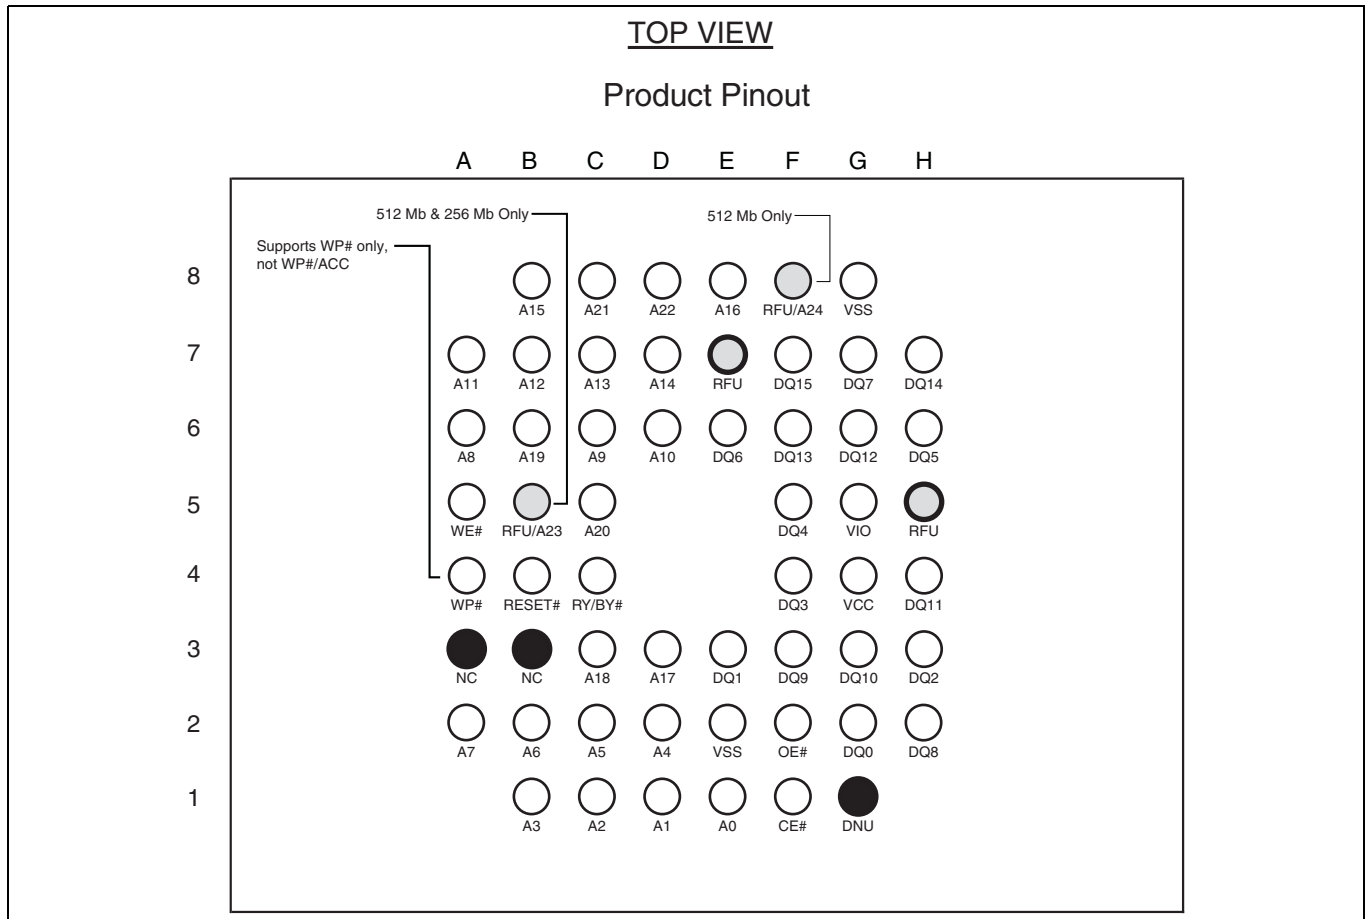 TOP VIEW
Product Pinout
A B C D E F G H
512 Mb & 256 Mb Only
512 Mb Only
Supports WP# only,
not WP#/ACC
8
A15 A21 A22 A16 RFU/A24 VSS
7
A11 A12 A13 A14 RFU DQ15 DQ7 DQ14
6
A8 A19 A9 A10 DQ6 DQ13 DQ12 DQ5
5
WE# RFU/A23 A20 DQ4 VIO RFU
4
WP# RESET# RY/BY# DQ3 VCC DQ11
3
NC NC A18 A17 DQ1 DQ9 DQ10 DQ2
2
A7 A6 A5 A4 VSS OE# DQ0 DQ8
1
A3 A2 A1 A0 CE# DNU